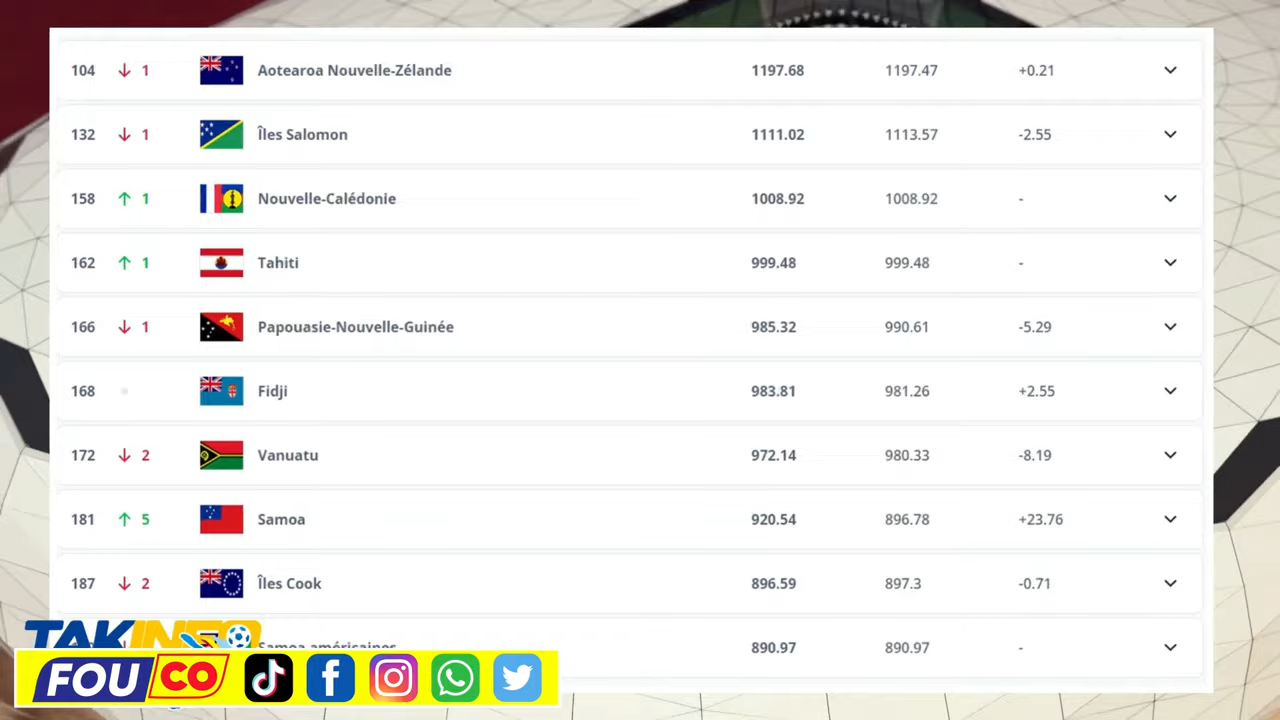 104 1 Aotearoa Nouvelle-Zélande 1197.68 1197.47 +0.21
132 1 Îles Salomon 1111.02 1113.57 -2.55
158 1 Nouvelle-Calédonie 1008.92 1008.92 -
162 1 Tahiti 999.48 999.48 -
166 1 Papouasie-Nouvelle-Guinée 985.32 990.61 -5.29
168 Fidji 983.81 981.26 +2.55
172 2 Vanuatu 972.14 980.33 -8.19
181 5 Samoa 920.54 896.78 +23.76
187 2 Îles Cook 896.59 897.3 -0.71
Samoa américaines 890.97 890.97 -
TAKINFO
FOUCO